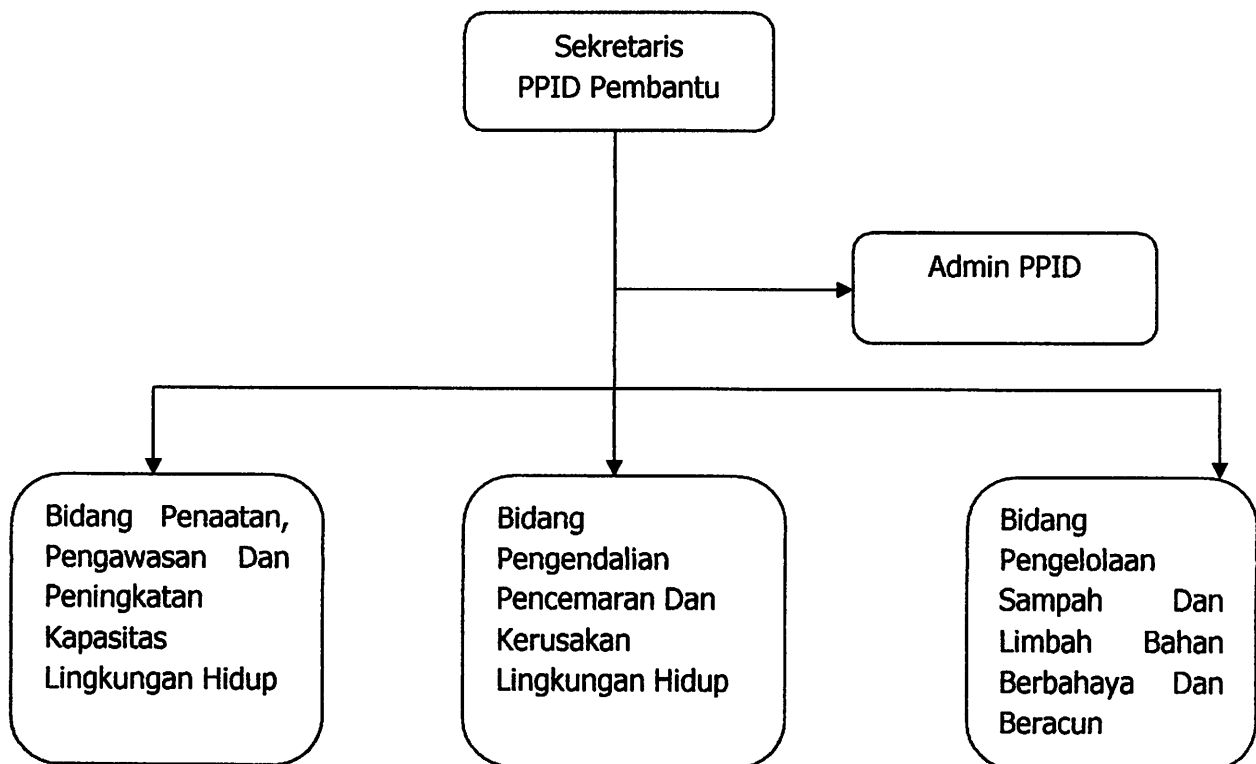 Sekretaris
PPID Pembantu
Admin PPID
Bidang Penaatan,
Pengawasan Dan
Peningkatan
Kapasitas
Lingkungan Hidup
Bidang
Pengendalian
Pencemaran Dan
Kerusakan
Lingkungan Hidup
Bidang
Pengelolaan
Sampah Dan
Limbah Bahan
Berbahaya Dan
Beracun